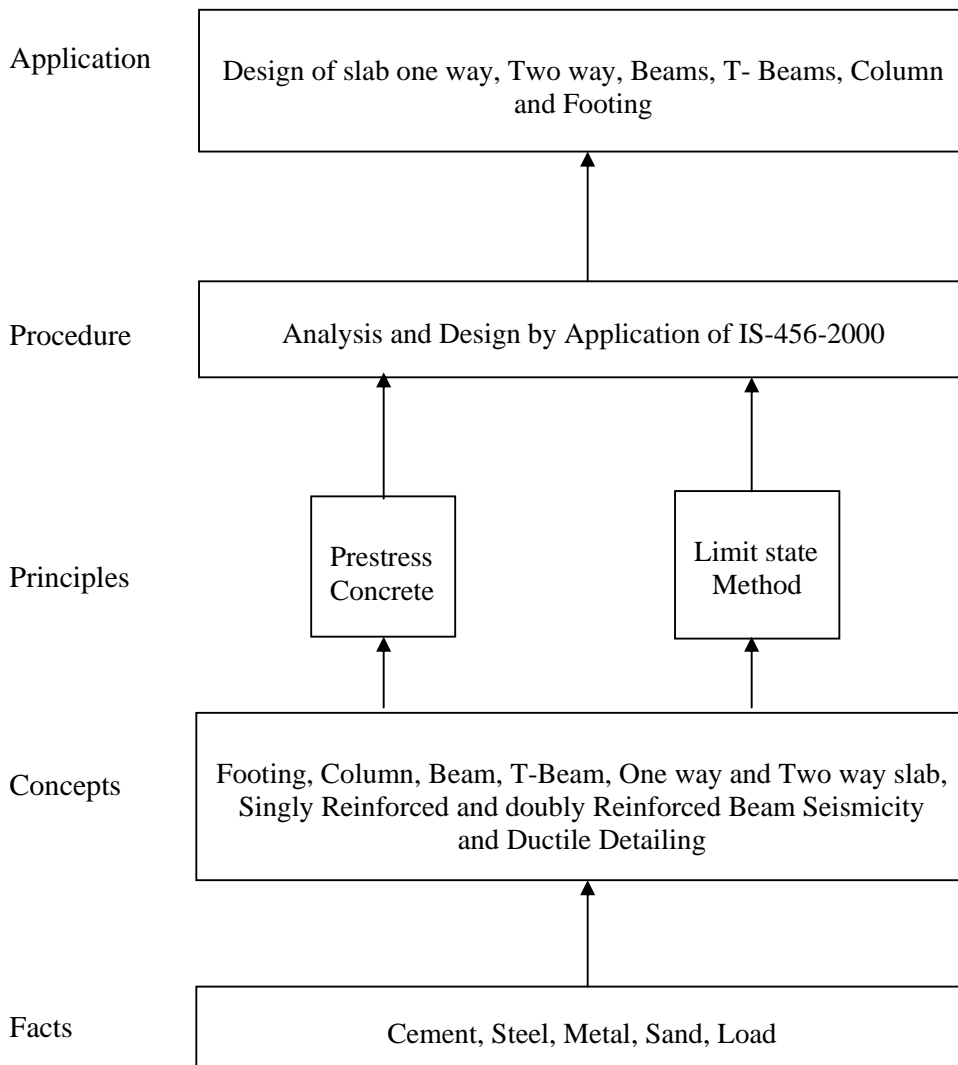 Application
Design of slab one way, Two way, Beams, T- Beams, Column
and Footing
Procedure
Analysis and Design by Application of IS-456-2000
Principles
Prestress
Concrete
Limit state
Method
Concepts
Footing, Column, Beam, T-Beam, One way and Two way slab,
Singly Reinforced and doubly Reinforced Beam Seismicity
and Ductile Detailing
Facts
Cement, Steel, Metal, Sand, Load